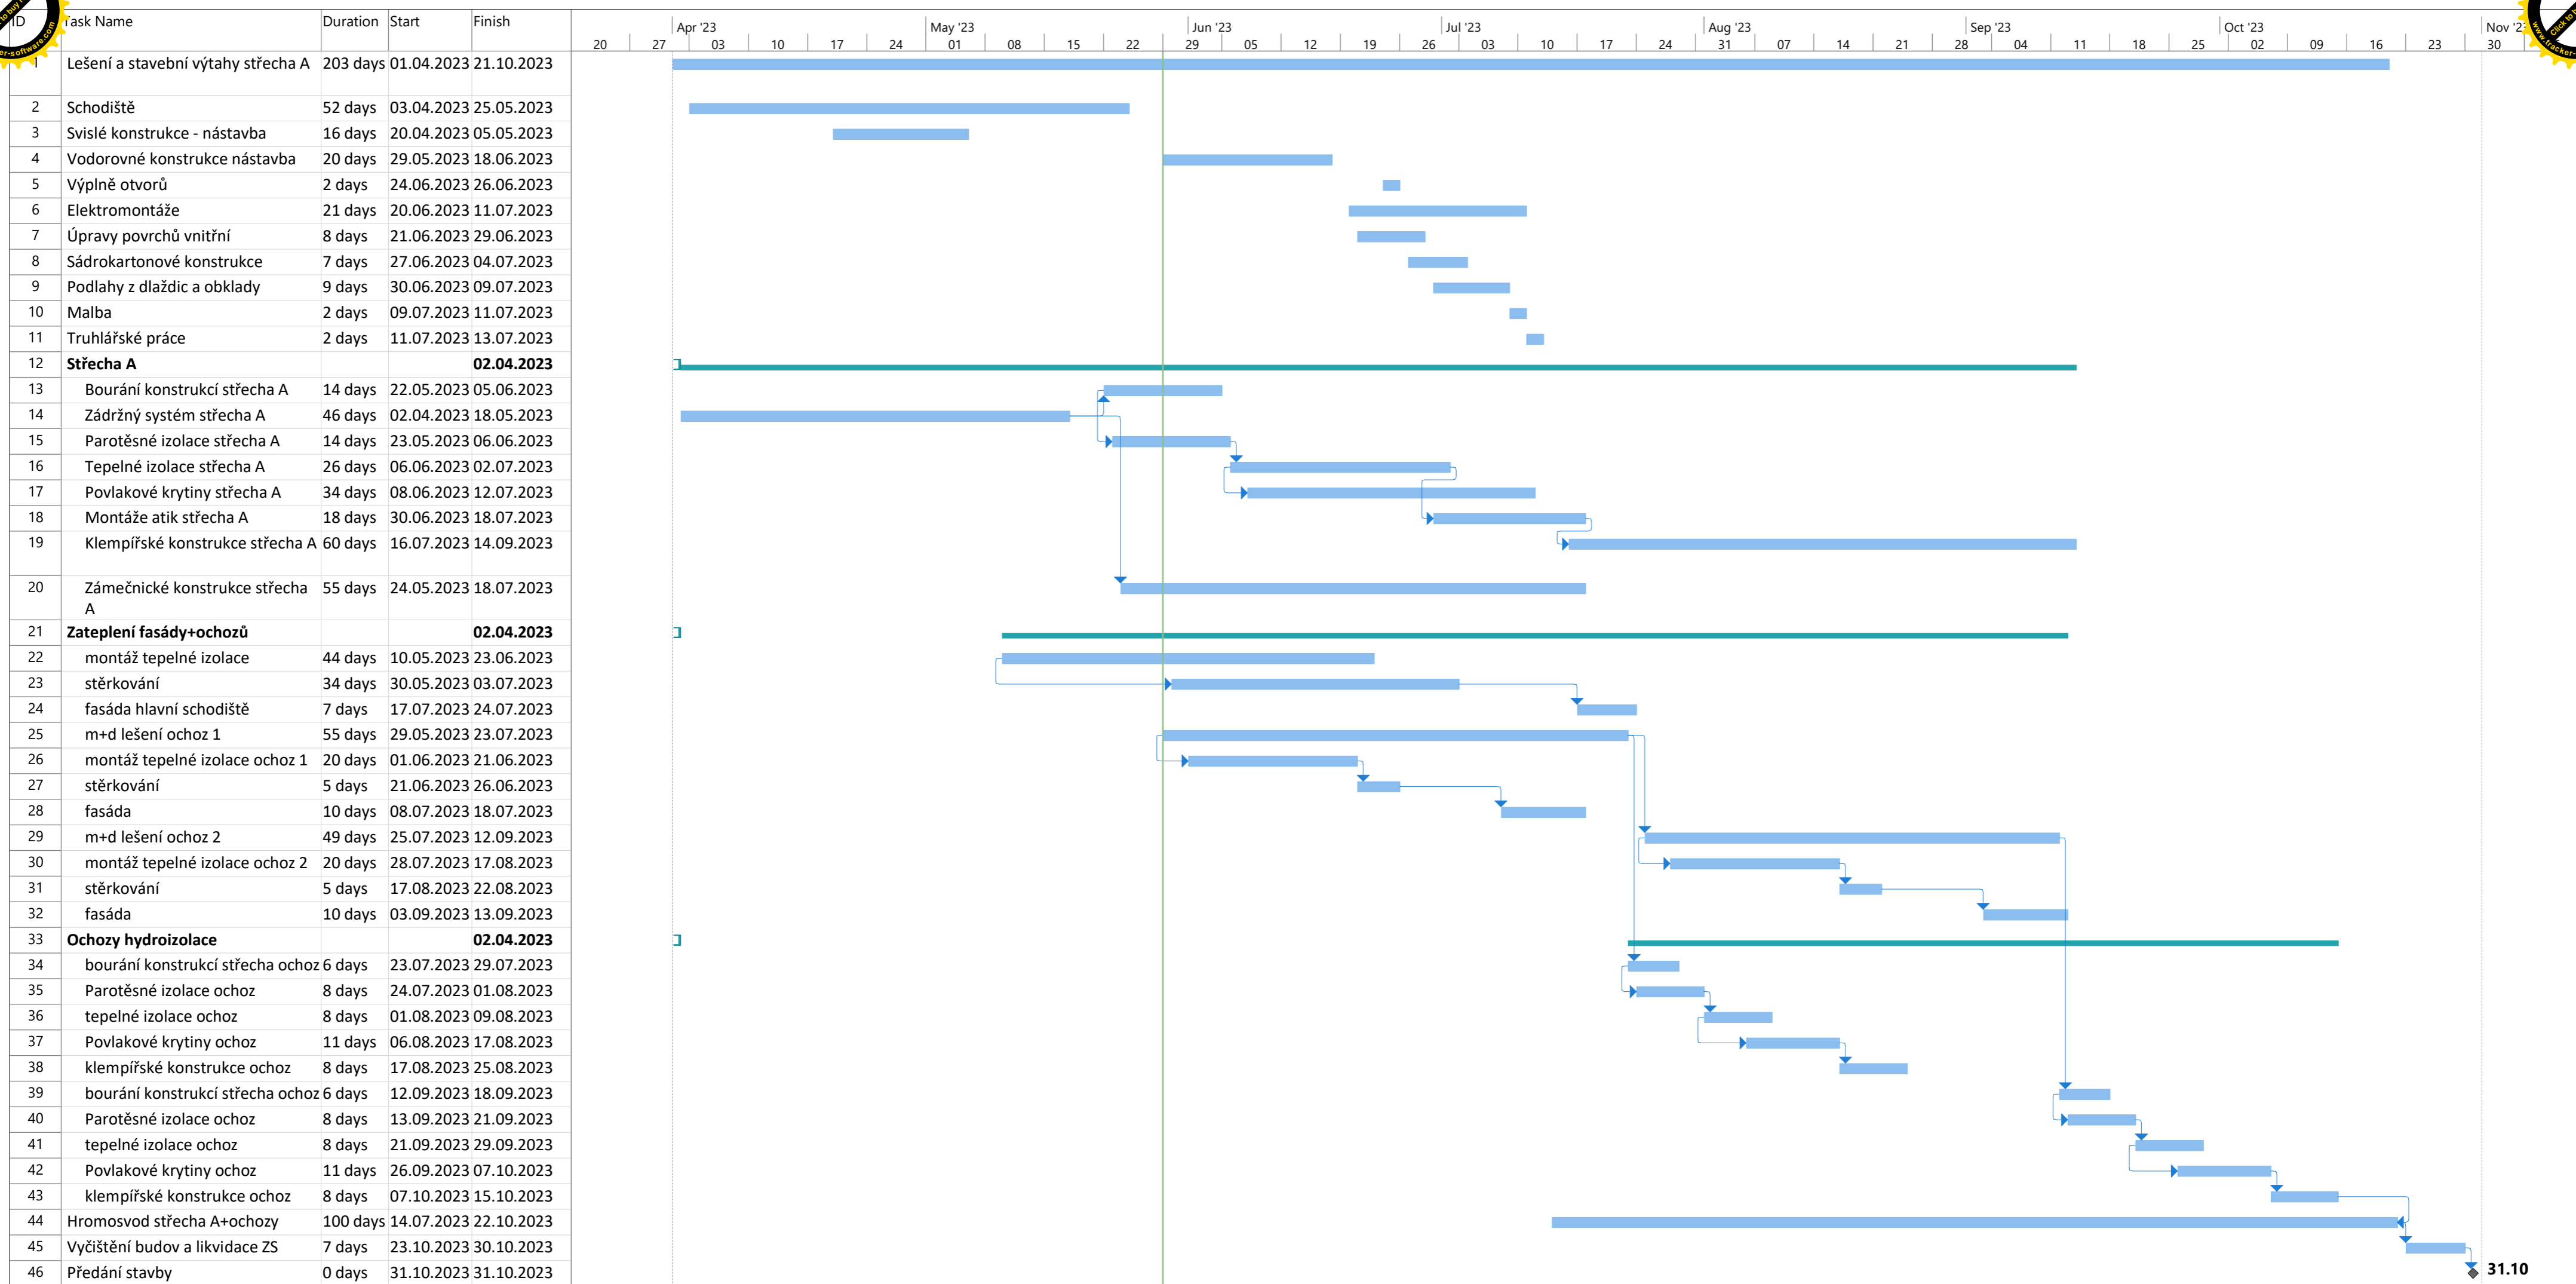 ID Task Name Duration Start Finish
Apr '23 May '23 Jun '23 Jul '23 Aug '23 Sep '23 Oct '23
20 27 03 10 17 24 01 08 15 22 29 05 12 19 26 03 10 17 24 31 07 14 21 28 04 11 18 25 02 09 16 23 30
1 Lešení a stavební výtahy střecha A 203 days 01.04.2023 21.10.2023
2 Schodiště 52 days 03.04.2023 25.05.2023
3 Svislé konstrukce - nástavba 16 days 20.04.2023 05.05.2023
4 Vodorovné konstrukce nástavba 20 days 29.05.2023 18.06.2023
5 Výplně otvorů 2 days 24.06.2023 26.06.2023
6 Elektromontáže 21 days 20.06.2023 11.07.2023
7 Úpravy povrchů vnitřní 8 days 21.06.2023 29.06.2023
8 Sádrokartonové konstrukce 7 days 27.06.2023 04.07.2023
9 Podlahy z dlaždic a obklady 9 days 30.06.2023 09.07.2023
10 Malba 2 days 09.07.2023 11.07.2023
11 Truhlářské práce 2 days 11.07.2023 13.07.2023
12 Střecha A 02.04.2023
13 Bourání konstrukcí střecha A 14 days 22.05.2023 05.06.2023
14 Zádržný systém střecha A 46 days 02.04.2023 18.05.2023
15 Parotěsné izolace střecha A 14 days 23.05.2023 06.06.2023
16 Tepelné izolace střecha A 26 days 06.06.2023 02.07.2023
17 Povlakové krytiny střecha A 34 days 08.06.2023 12.07.2023
18 Montáže atik střecha A 18 days 30.06.2023 18.07.2023
19 Klempířské konstrukce střecha A 60 days 16.07.2023 14.09.2023
20 Zámečnické konstrukce střecha 55 days 24.05.2023 18.07.2023
A
21 Zateplení fasády+ochozů 02.04.2023
22 montáž tepelné izolace 44 days 10.05.2023 23.06.2023
23 stěrkování 34 days 30.05.2023 03.07.2023
24 fasáda hlavní schodiště 7 days 17.07.2023 24.07.2023
25 m+d lešení ochoz 1 55 days 29.05.2023 23.07.2023
26 montáž tepelné izolace ochoz 1 20 days 01.06.2023 21.06.2023
27 stěrkování 5 days 21.06.2023 26.06.2023
28 fasáda 10 days 08.07.2023 18.07.2023
29 m+d lešení ochoz 2 49 days 25.07.2023 12.09.2023
30 montáž tepelné izolace ochoz 2 20 days 28.07.2023 17.08.2023
31 stěrkování 5 days 17.08.2023 22.08.2023
32 fasáda 10 days 03.09.2023 13.09.2023
33 Ochozy hydroizolace 02.04.2023
34 bourání konstrukcí střecha ochoz 6 days 23.07.2023 29.07.2023
35 Parotěsné izolace ochoz 8 days 24.07.2023 01.08.2023
36 tepelné izolace ochoz 8 days 01.08.2023 09.08.2023
37 Povlakové krytiny ochoz 11 days 06.08.2023 17.08.2023
38 klempířské konstrukce ochoz 8 days 17.08.2023 25.08.2023
39 bourání konstrukcí střecha ochoz 6 days 12.09.2023 18.09.2023
40 Parotěsné izolace ochoz 8 days 13.09.2023 21.09.2023
41 tepelné izolace ochoz 8 days 21.09.2023 29.09.2023
42 Povlakové krytiny ochoz 11 days 26.09.2023 07.10.2023
43 klempířské konstrukce ochoz 8 days 07.10.2023 15.10.2023
44 Hromosvod střecha A+ochozy 100 days 14.07.2023 22.10.2023
45 Vyčištění budov a likvidace ZS 7 days 23.10.2023 30.10.2023
46 Předání stavby 0 days 31.10.2023 31.10.2023 31.10